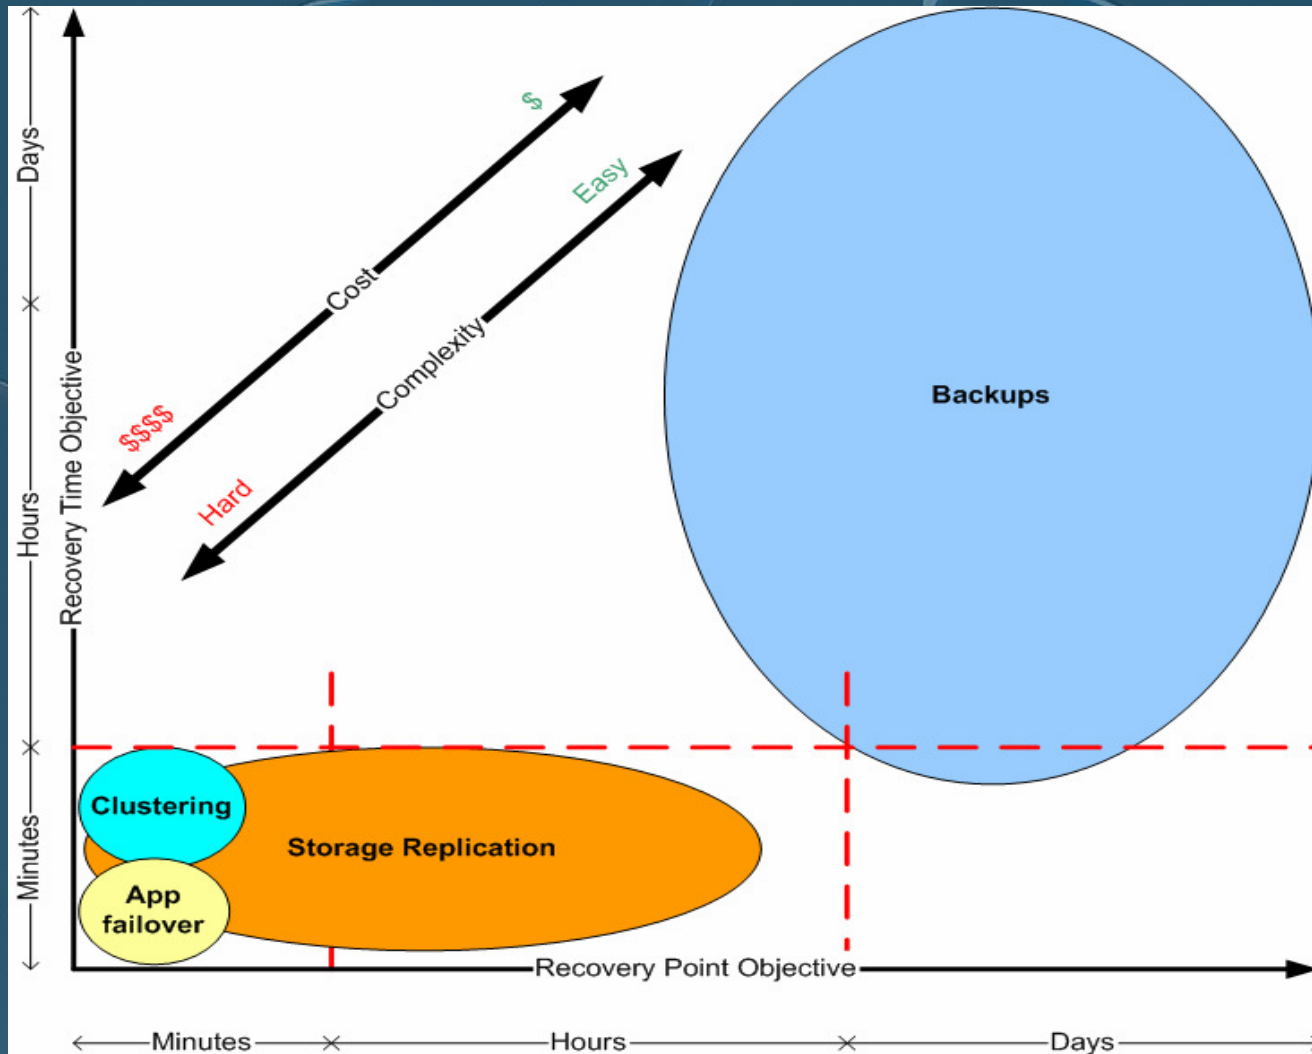 Days
Hours
Minutes
Recovery Time Objective
$
Cost
$$$$
Easy
Complexity
Hard
Backups
Clustering
Storage Replication
App
failover
Recovery Point Objective
Minutes
Hours
Days